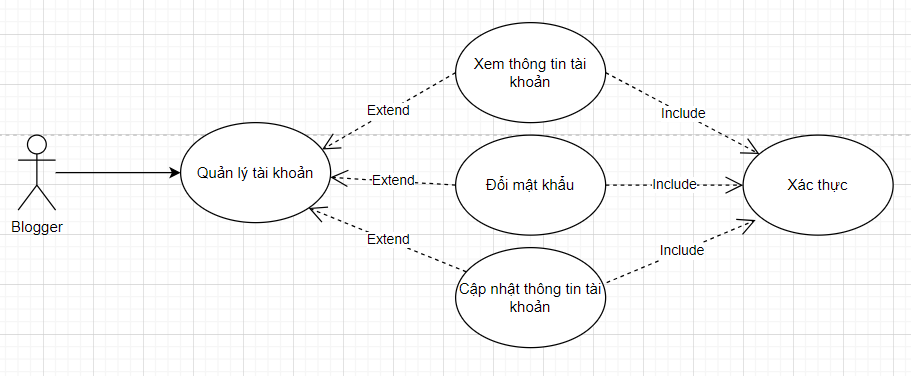 Xem thông tin tài
khoản
Extend
Include
Quản lý tài khoản
Extend
Đổi mật khẩu
Include
Xác thực
Blogger
Extend
Include
Cập nhật thông tin tài
khoản